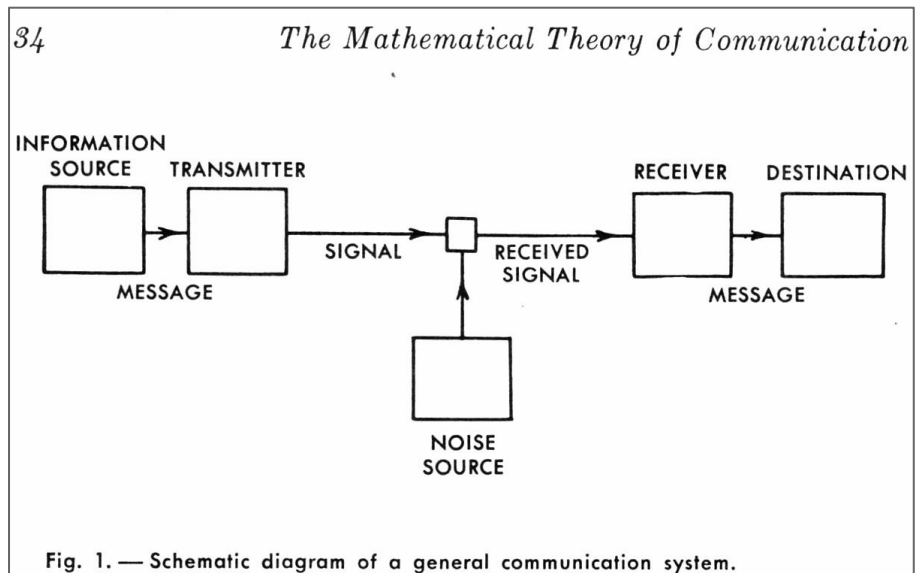 34 The Mathematical Theory of Communication
INFORMATION
SOURCE
TRANSMITTER
RECEIVER
DESTINATION
SIGNAL
RECEIVED
SIGNAL
MESSAGE
MESSAGE
NOISE
SOURCE
Fig. 1. — Schematic diagram of a general communication system.